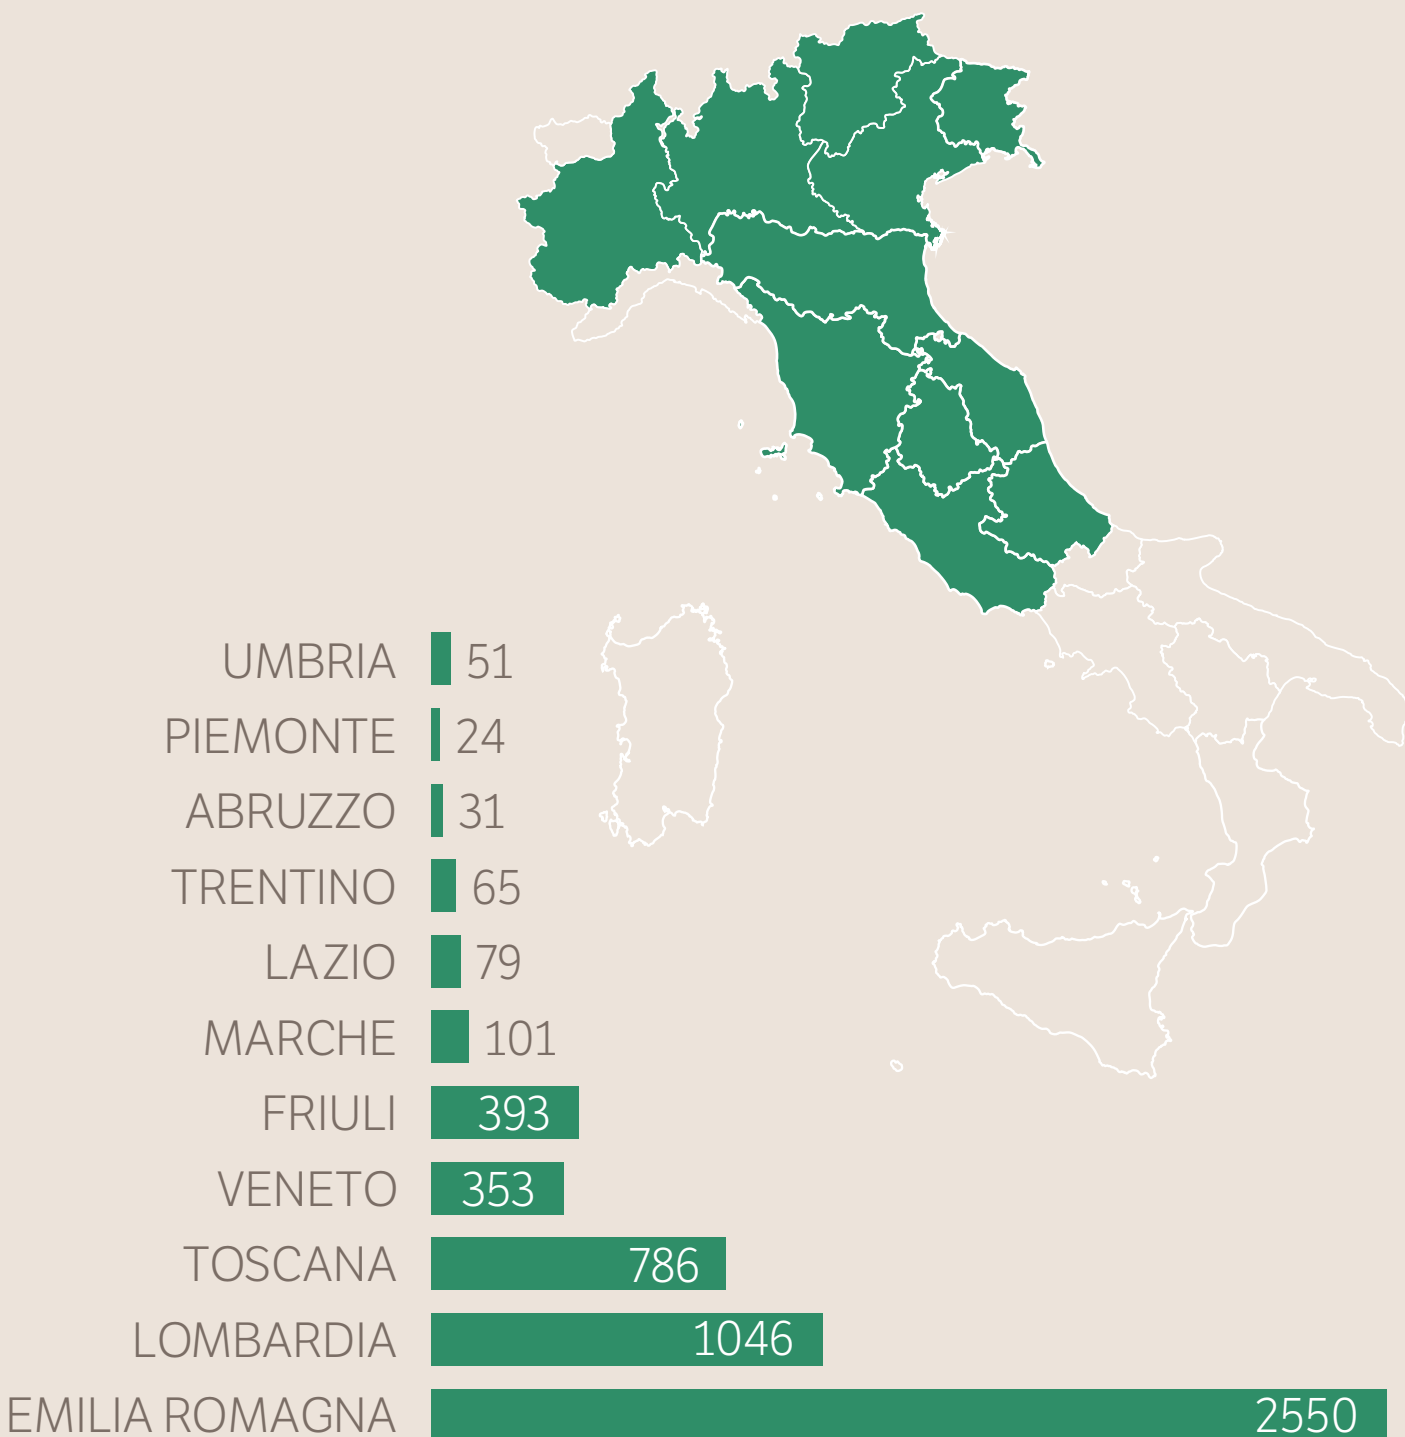 UMBRIA 51
PIEMONTE 24
ABRUZZO 31
TRENTINO 65
LAZIO 79
MARCHE 101
FRIULI 393
VENETO 353
TOSCANA 786
LOMBARDIA 1046
EMILIA ROMAGNA 2550